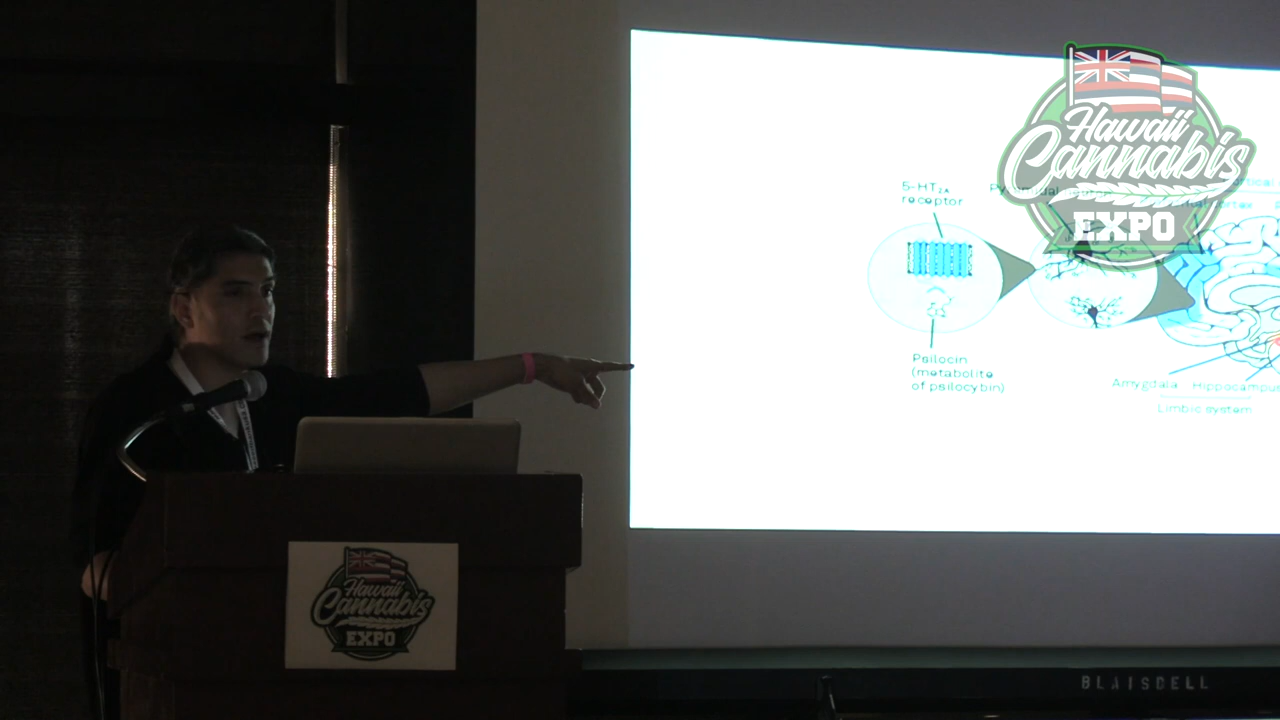 Hawaii
Cannabis
EXPO
5-HT2A
receptor
Psilocin
(metabolite
of psilocybin)
Amygdala Hippocampus
Limbic system
Hawaii
Cannabis
EXPO
BLAISDELL